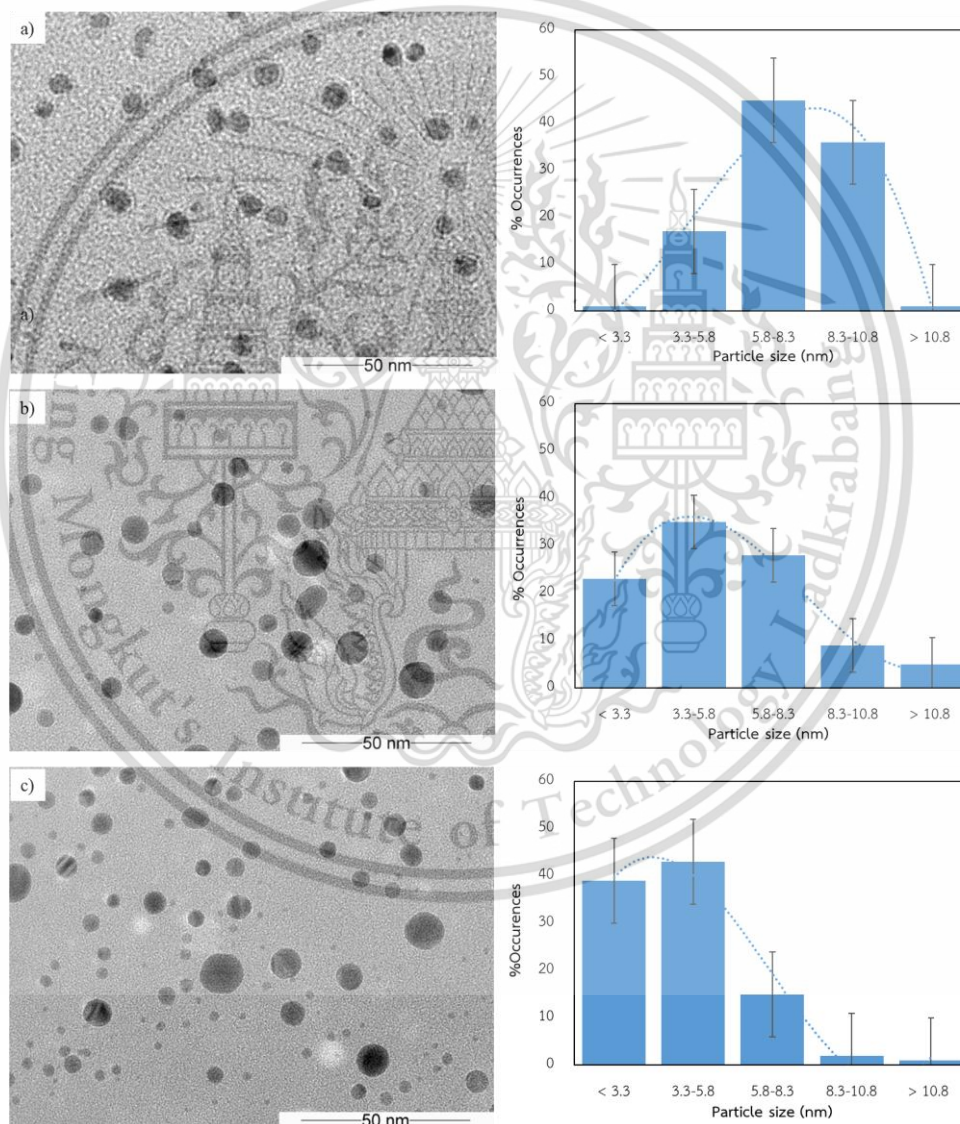 a)
a)
50 nm
60
50
40
30
20
10
0
% Occurrences
< 3.3 3.3-5.8 5.8-8.3 8.3-10.8 > 10.8
Particle size (nm)
b)
50 nm
60
50
40
30
20
10
0
% Occurrences
< 3.3 3.3-5.8 5.8-8.3 8.3-10.8 > 10.8
Particle size (nm)
c)
50 nm
60
50
40
30
20
10
0
%Occurences
< 3.3 3.3-5.8 5.8-8.3 8.3-10.8 > 10.8
Particle size (nm)
King Mongkut's Institute of Technology Ladkrabang